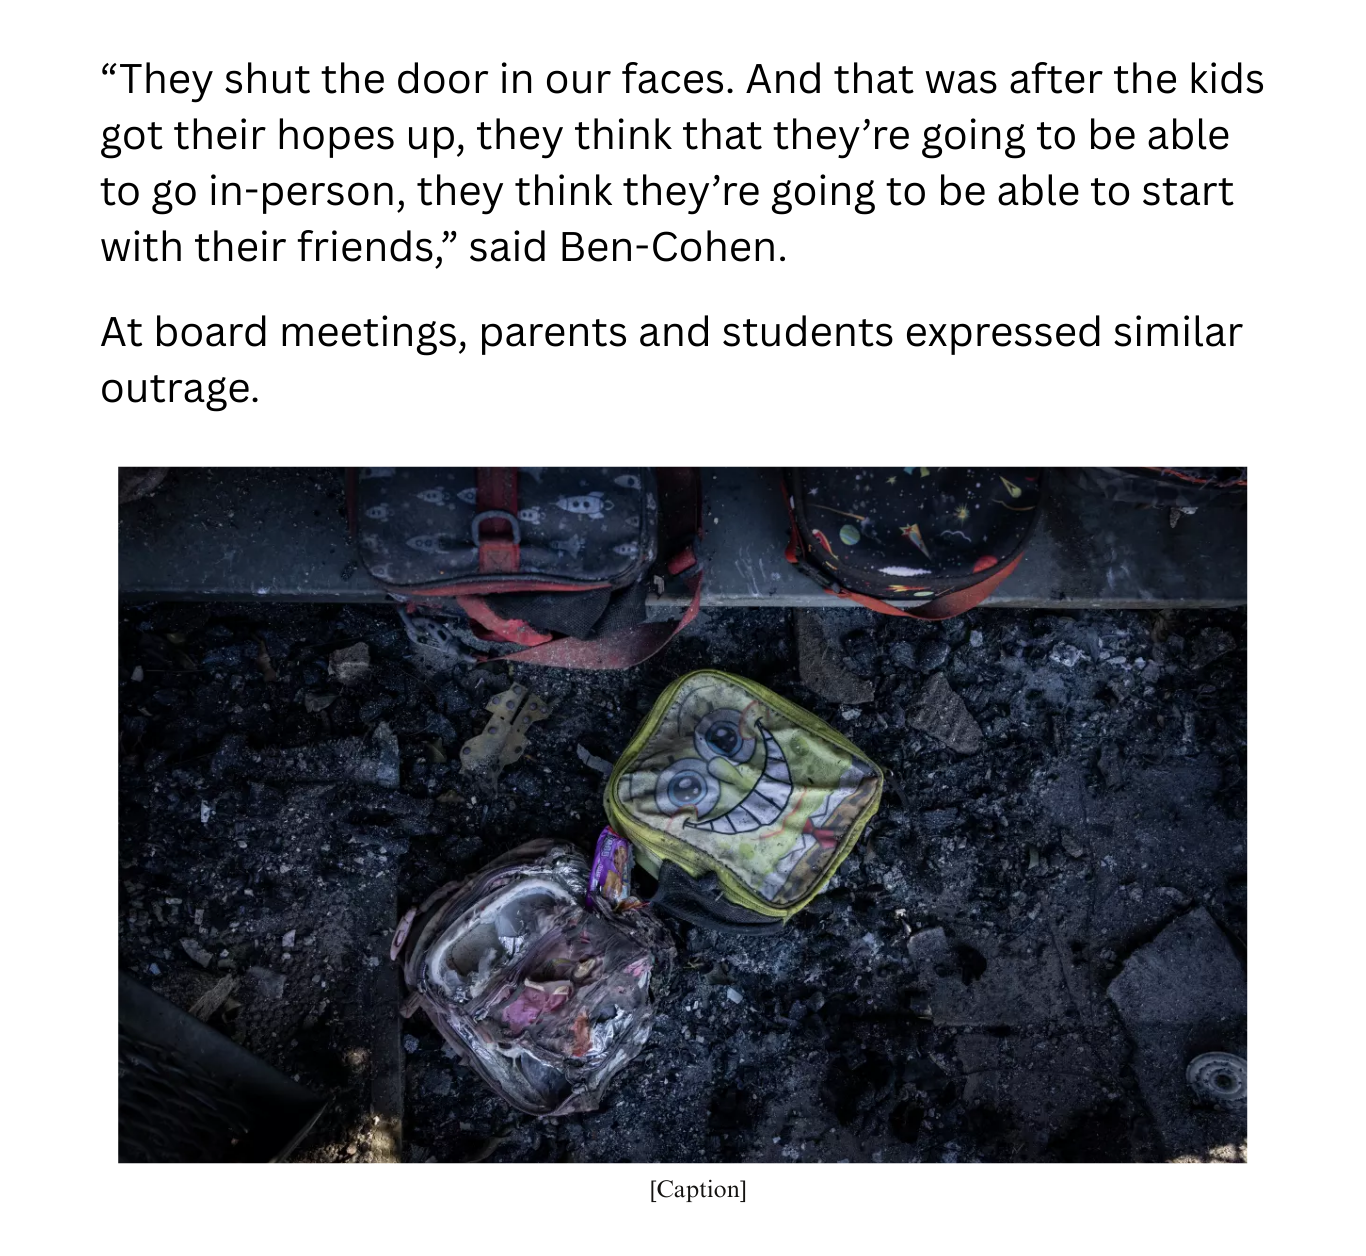 “They shut the door in our faces. And that was after the kids
got their hopes up, they think that they’re going to be able
to go in-person, they think they’re going to be able to start
with their friends,” said Ben-Cohen.
At board meetings, parents and students expressed similar
outrage.
[Caption]